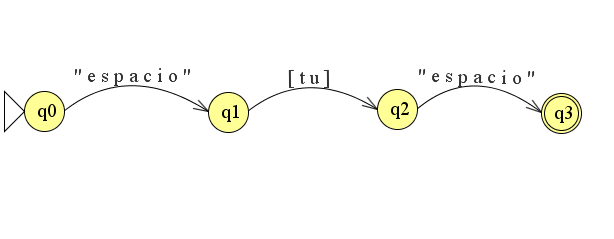 "espacio" [tu] "espacio"
q0 q1 q2 q3